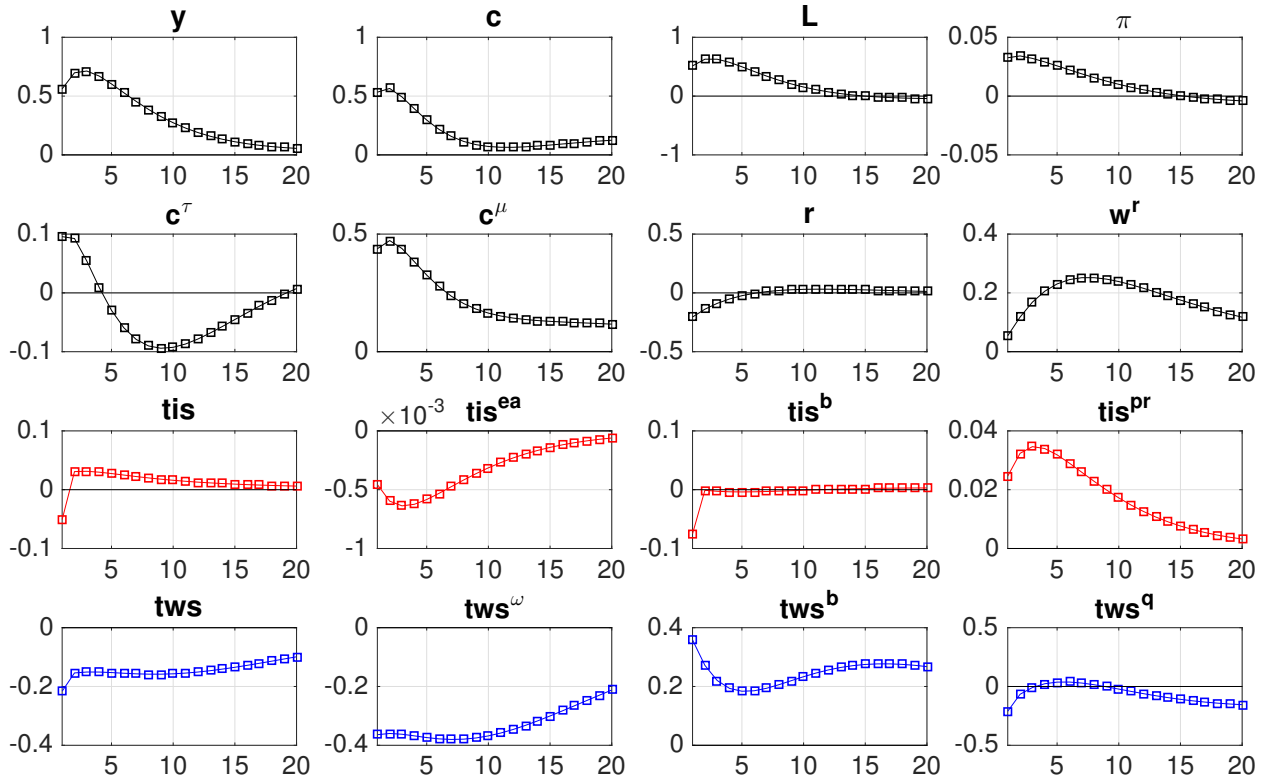 y c L π
1 1 1 0.05
0.5 0.5 0 0
0 0 -1 -0.05
5 10 15 20 5 10 15 20 5 10 15 20 5 10 15 20
c^τ c^μ r w^r
0.1 0.5 0.5 0.4
0 0 0.2
-0.1 0 -0.5 0
5 10 15 20 5 10 15 20 5 10 15 20 5 10 15 20
tis tis^ea tis^b tis^pr
×10^-3
0.1 0 0.1 0.04
0 -0.5 0 0.02
-0.1 -1 -0.1 0
5 10 15 20 5 10 15 20 5 10 15 20 5 10 15 20
tws tws^ω tws^b tws^q
0 0 0.4 0.5
-0.2 -0.2 0.2 0
-0.4 -0.4 0 -0.5
5 10 15 20 5 10 15 20 5 10 15 20 5 10 15 20